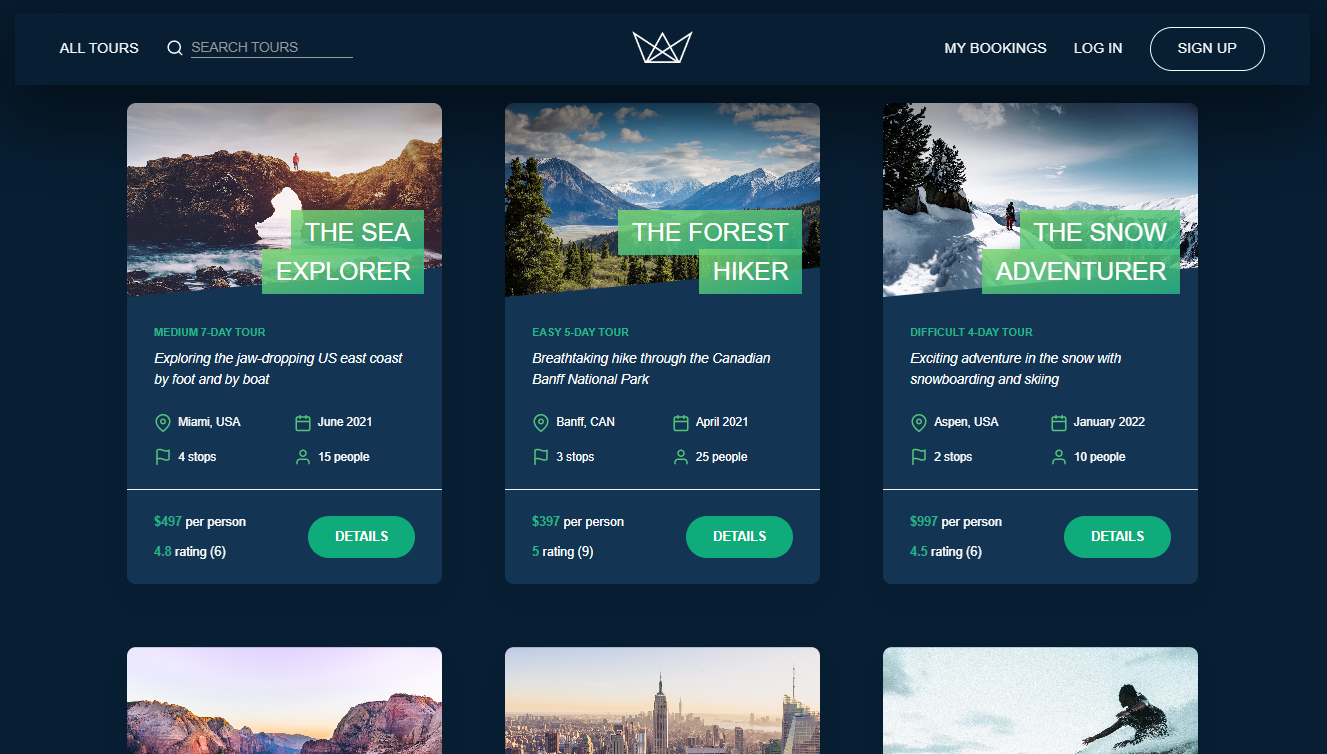 ALL TOURS
SEARCH TOURS
MY BOOKINGS
LOG IN
SIGN UP
THE SEA
EXPLORER
MEDIUM 7-DAY TOUR
Exploring the jaw-dropping US east coast
by foot and by boat
Miami, USA
June 2021
4 stops
15 people
$497 per person
4.8 rating (6)
DETAILS
THE FOREST
HIKER
EASY 5-DAY TOUR
Breathtaking hike through the Canadian
Banff National Park
Banff, CAN
April 2021
3 stops
25 people
$397 per person
5 rating (9)
DETAILS
THE SNOW
ADVENTURER
DIFFICULT 4-DAY TOUR
Exciting adventure in the snow with
snowboarding and skiing
Aspen, USA
January 2022
2 stops
10 people
$997 per person
4.5 rating (6)
DETAILS